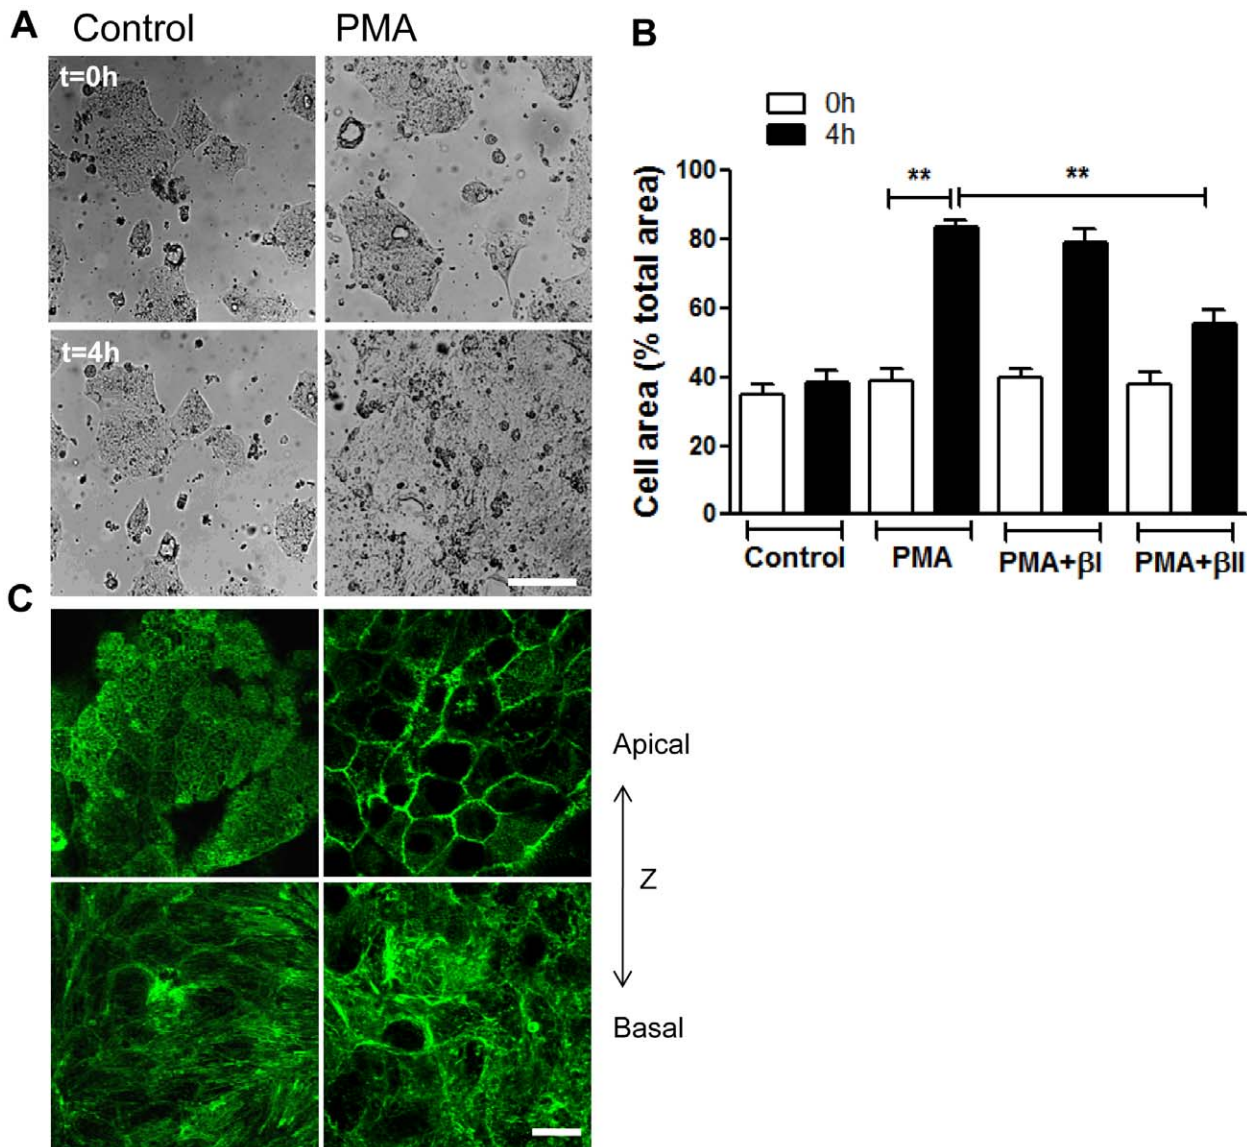 A Control PMA
t=0h
t=4h
B
0h
4h
Cell area (% total area)
100
80
60
40
20
0
** **
Control PMA PMA+βI PMA+βII
C
Apical
Z
Basal